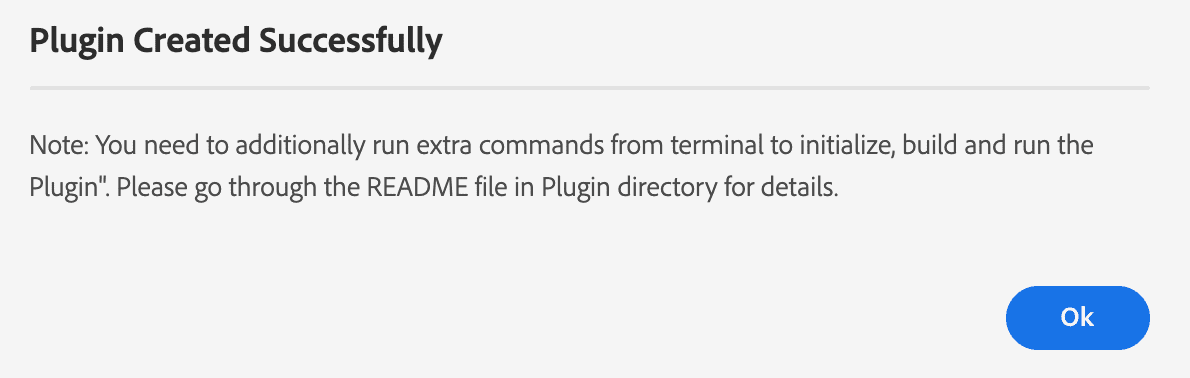 Plugin Created Successfully
Note: You need to additionally run extra commands from terminal to initialize, build and run the
Plugin". Please go through the README file in Plugin directory for details.
Ok